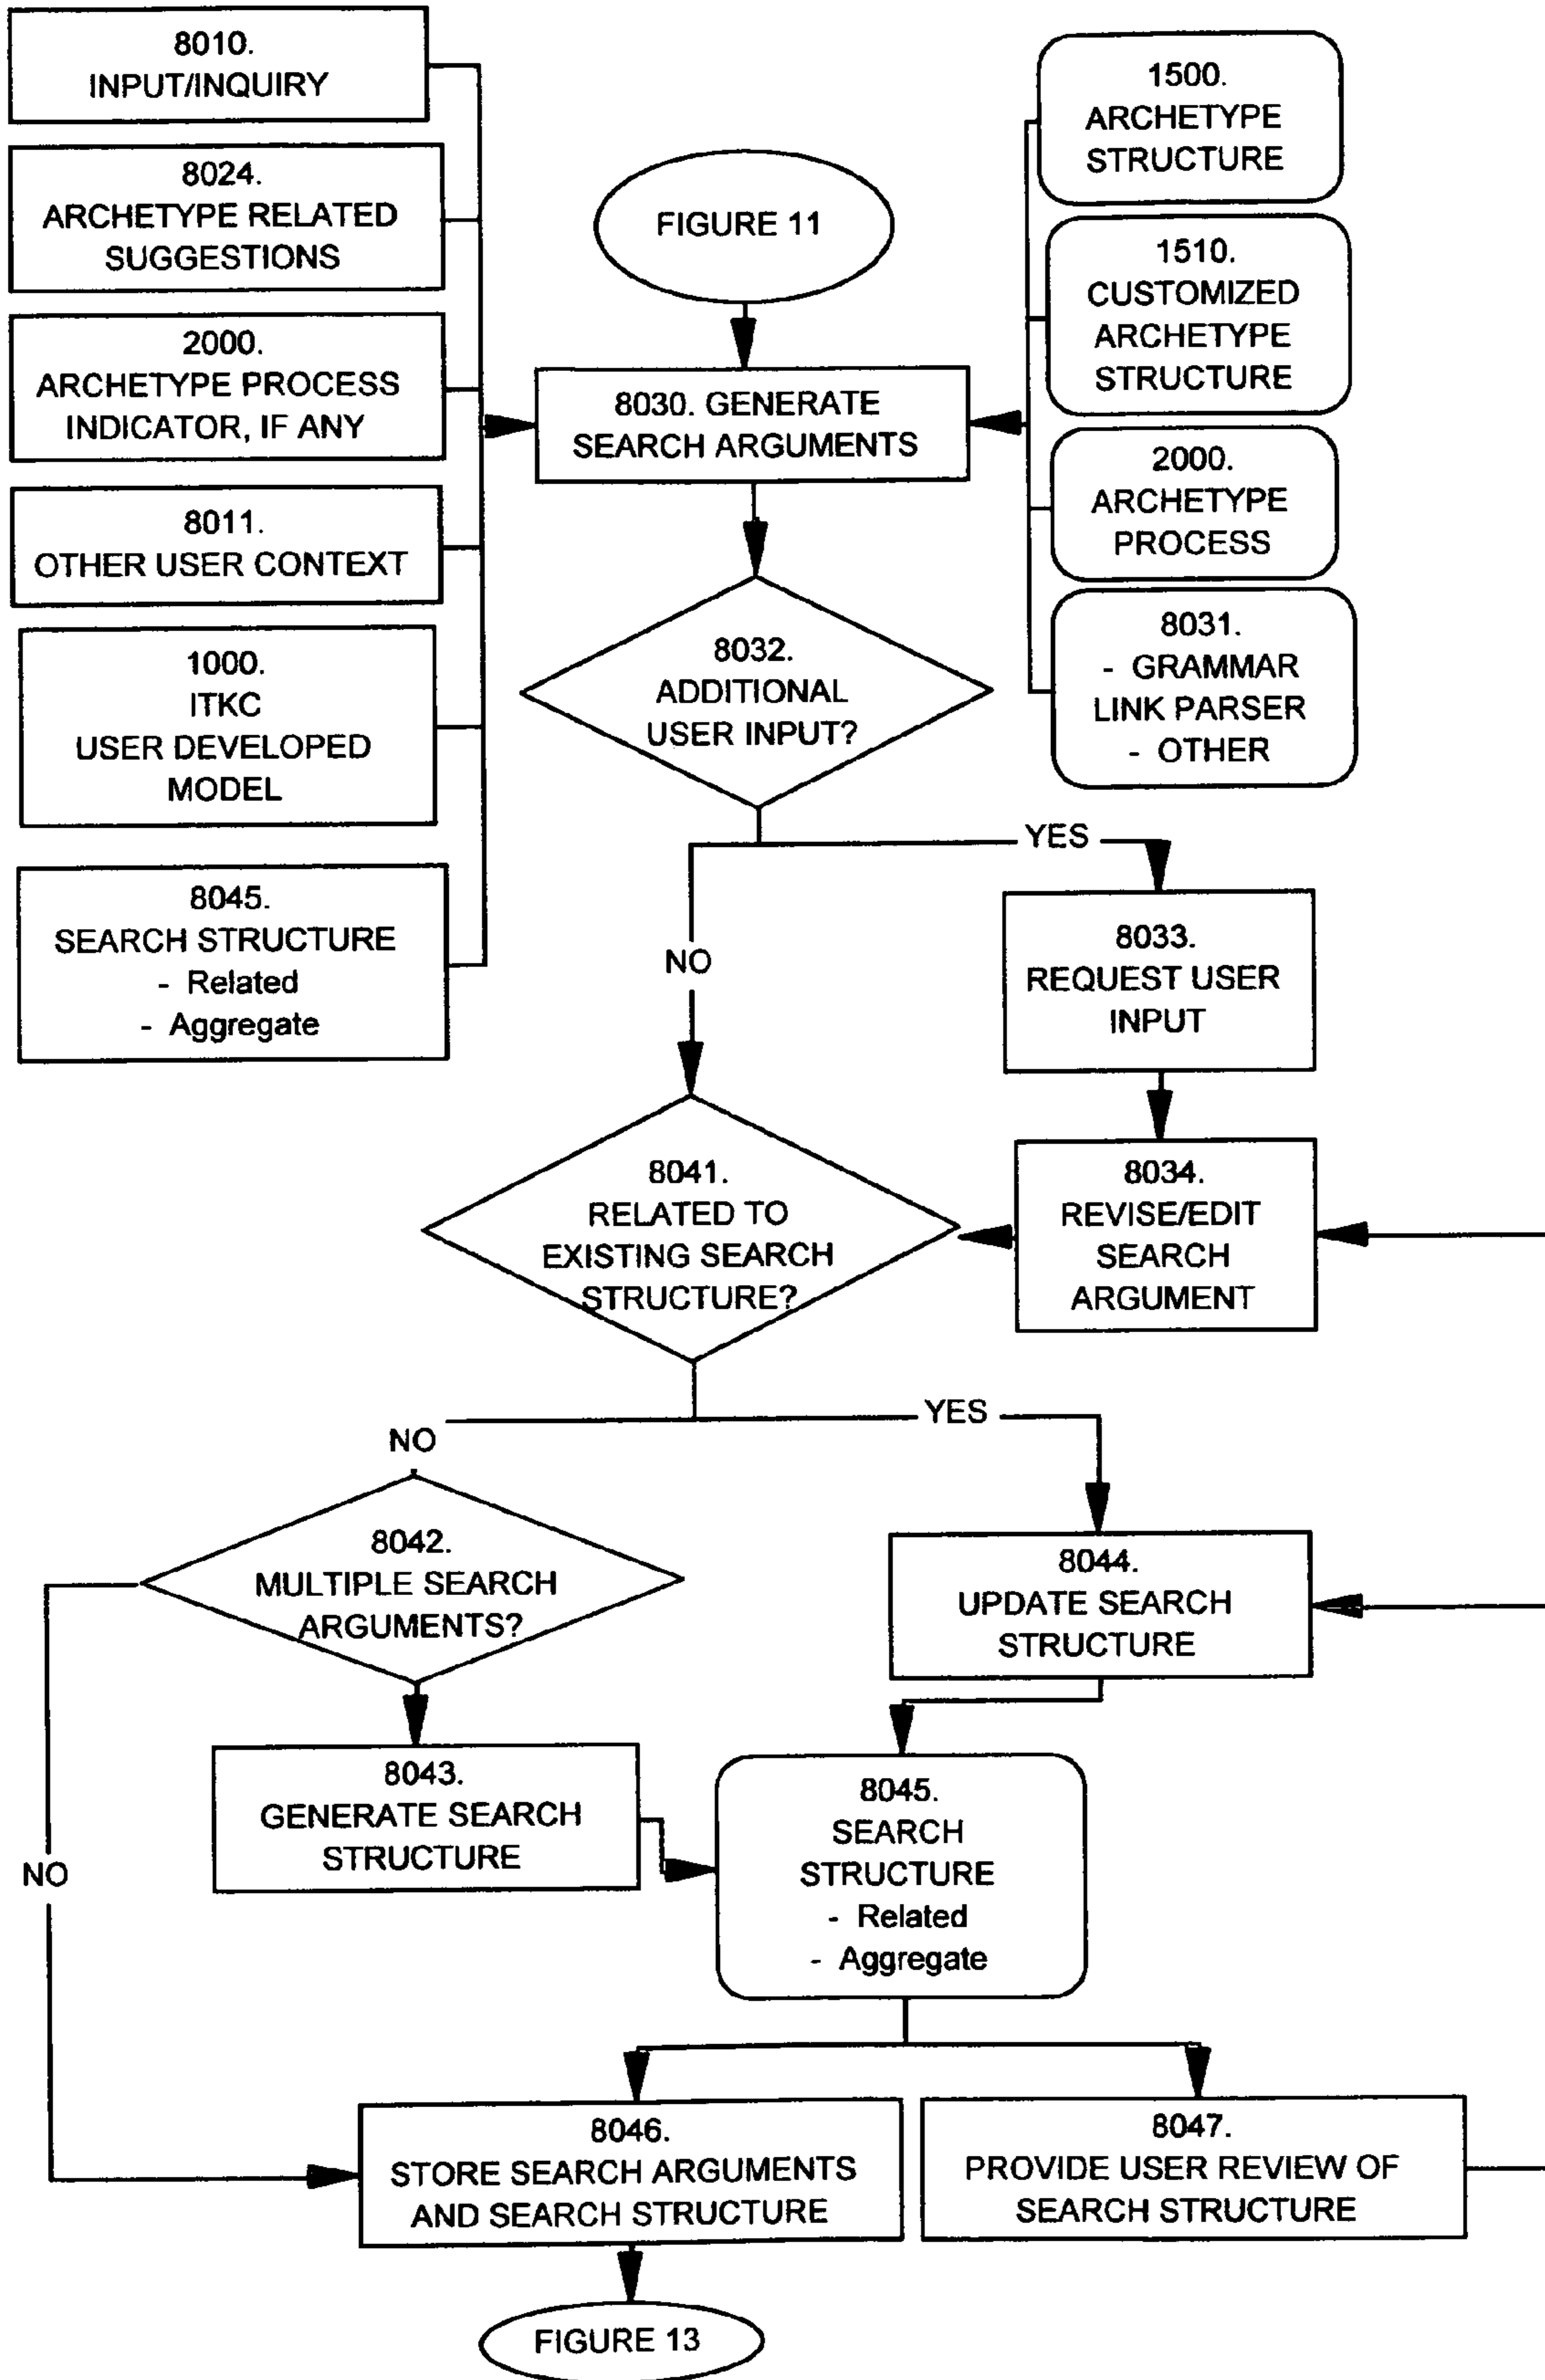 8010.
INPUT/INQUIRY
8024.
ARCHETYPE RELATED
SUGGESTIONS
2000.
ARCHETYPE PROCESS
INDICATOR, IF ANY
8011.
OTHER USER CONTEXT
1000.
ITKC
USER DEVELOPED
MODEL
8045.
SEARCH STRUCTURE
- Related
- Aggregate
FIGURE 11
1500.
ARCHETYPE
STRUCTURE
1510.
CUSTOMIZED
ARCHETYPE
STRUCTURE
2000.
ARCHETYPE
PROCESS
8031.
- GRAMMAR
LINK PARSER
- OTHER
8030. GENERATE
SEARCH ARGUMENTS
8032.
ADDITIONAL
USER INPUT?
YES
NO
8033.
REQUEST USER
INPUT
8034.
REVISE/EDIT
SEARCH
ARGUMENT
8041.
RELATED TO
EXISTING SEARCH
STRUCTURE?
YES
NO
8042.
MULTIPLE SEARCH
ARGUMENTS?
8044.
UPDATE SEARCH
STRUCTURE
8043.
GENERATE SEARCH
STRUCTURE
NO
8045.
SEARCH
STRUCTURE
- Related
- Aggregate
8046.
STORE SEARCH ARGUMENTS
AND SEARCH STRUCTURE
8047.
PROVIDE USER REVIEW OF
SEARCH STRUCTURE
FIGURE 13